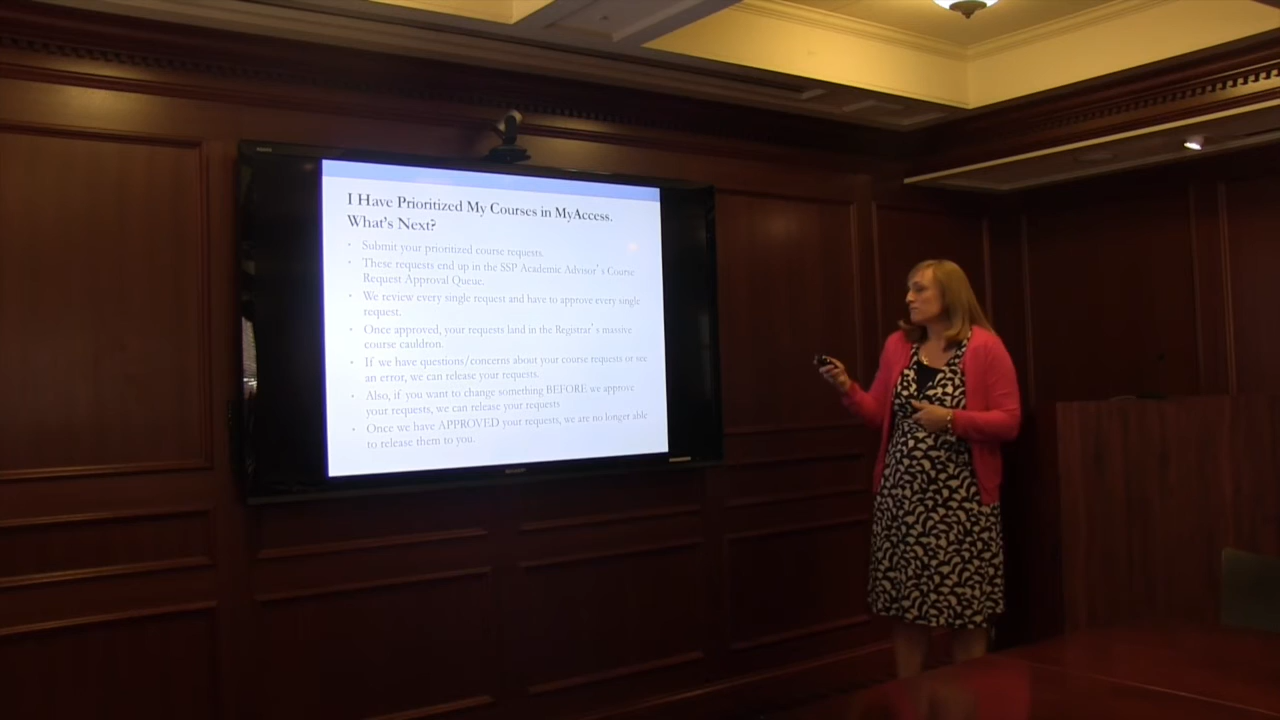 I Have Prioritized My Courses in MyAccess.
What's Next?
• Submit your prioritized course requests.
• These requests end up in the SSP Academic Advisor's Course
Request Approval Queue.
• We review every single request and have to approve every single
request.
• Once approved, your requests land in the Registrar's massive
course cauldron.
• If we have questions/concerns about your course requests or see
an error, we can release your requests.
• Also, if you want to change something BEFORE we approve
your requests, we can release your requests
• Once we have APPROVED your requests, we are no longer able
to release them to you.